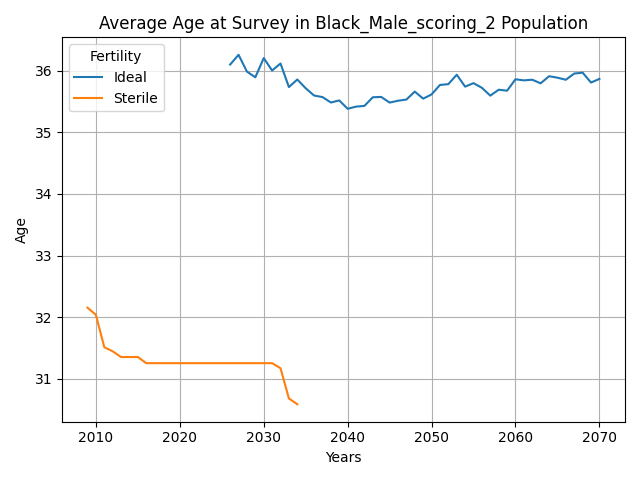 Average Age at Survey in Black_Male_scoring_2 Population
Fertility
Ideal
Sterile
Age
36
35
34
33
32
31
2010 2020 2030 2040 2050 2060 2070
Years